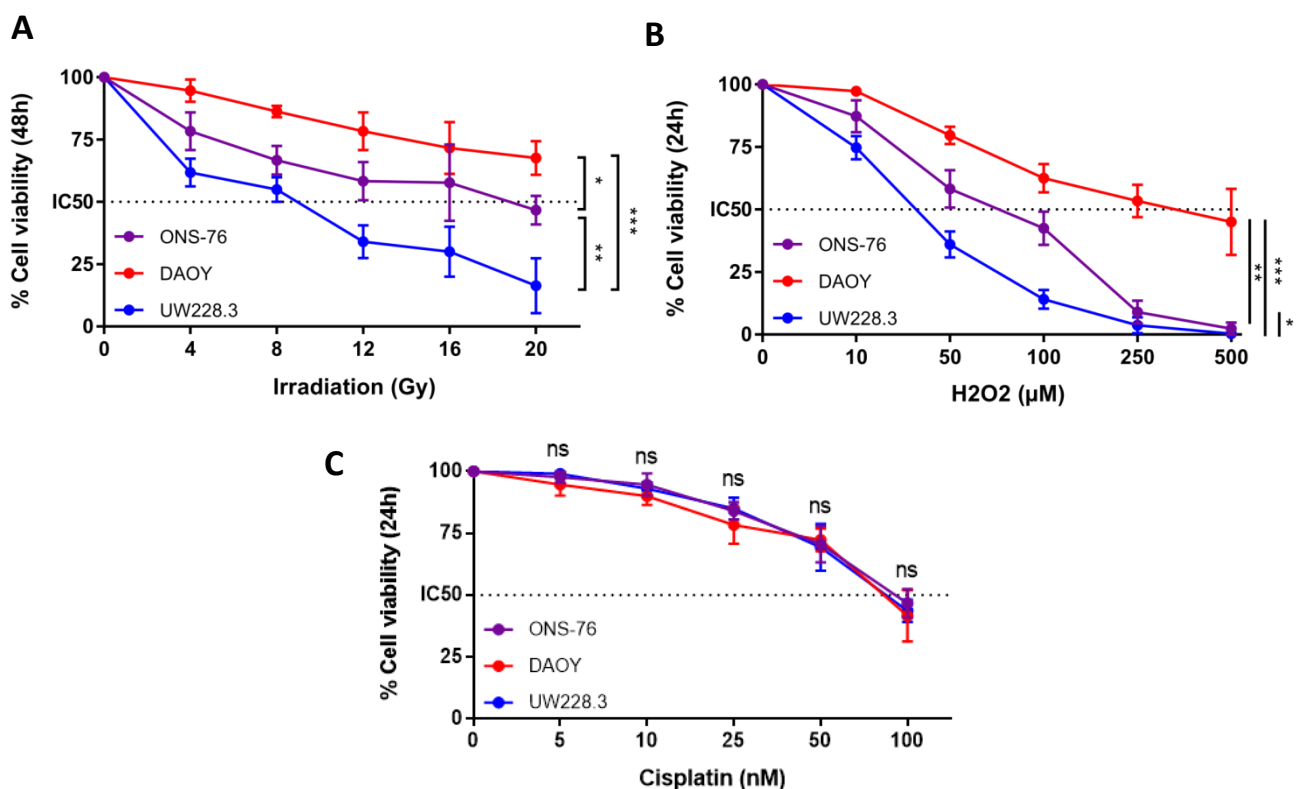 A
% Cell viability (48h)
100
75
IC50
25
0
ONS-76
DAOY
UW228.3
*
**
***
0 4 8 12 16 20
Irradiation (Gy)
B
% Cell viability (24h)
100
75
IC50
25
0
ONS-76
DAOY
UW228.3
**
***
*
0 10 50 100 250 500
H2O2 (µM)
C
% Cell viability (24h)
100
75
IC50
25
0
ns ns ns ns ns
ONS-76
DAOY
UW228.3
0 5 10 25 50 100
Cisplatin (nM)